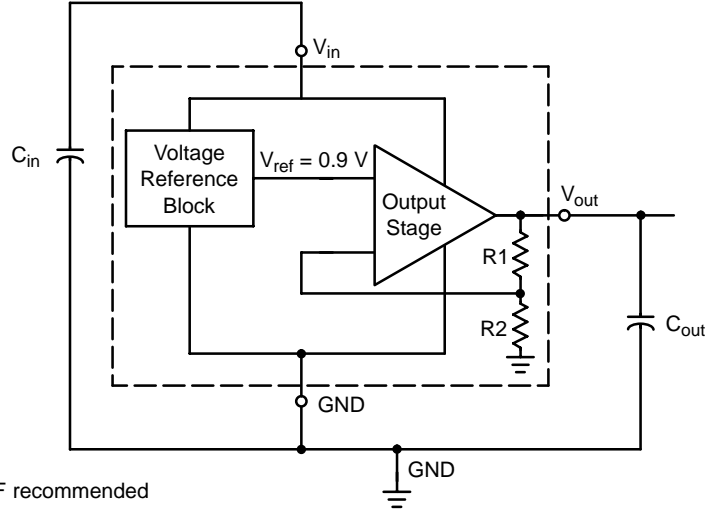 V_in
C_in
Voltage
Reference
Block
V_ref = 0.9 V
Output
Stage
V_out
R1
R2
C_out
GND
GND
F recommended